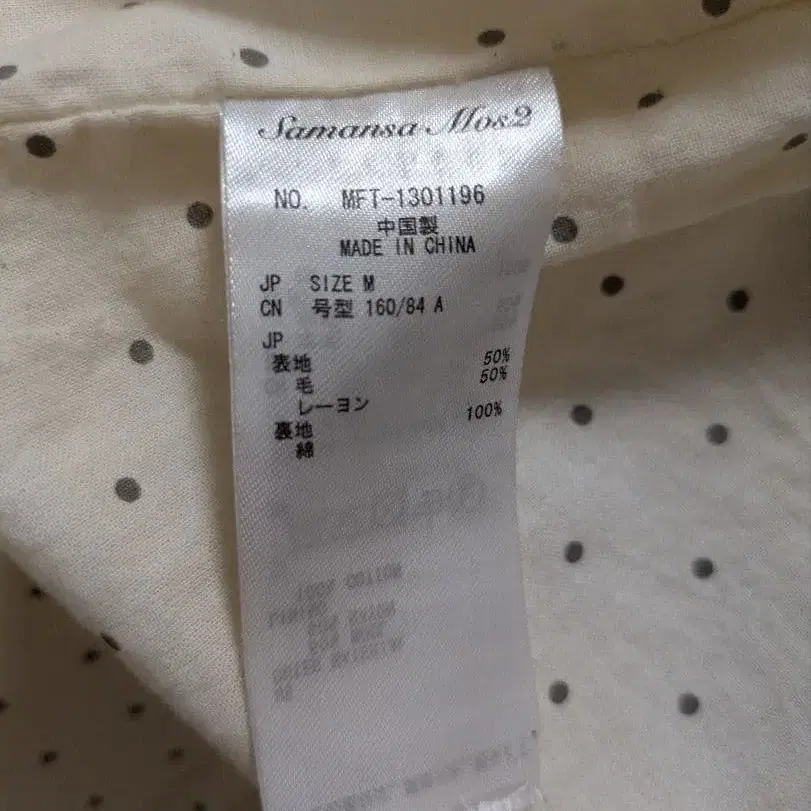 Samansa Mos2
NO. MFT-1301196
中国製
MADE IN CHINA
JP SIZE M
CN 号型 160/84 A
JP
表地
毛 50%
レーヨン 50%
裏地
綿 100%